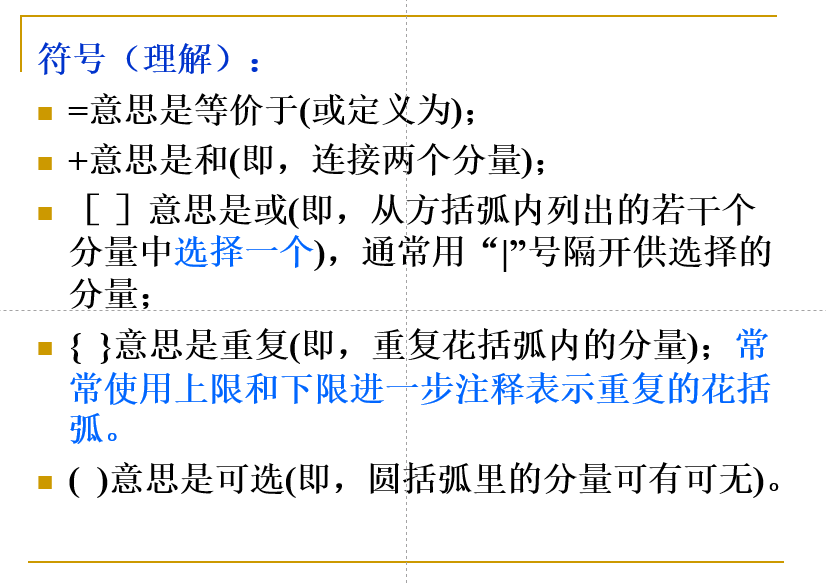 符号（理解）：
=意思是等价于(或定义为)；
+意思是和(即，连接两个分量)；
［ ］意思是或(即，从方括弧内列出的若干个
分量中选择一个)，通常用“|”号隔开供选择的
分量；
{ }意思是重复(即，重复花括弧内的分量)；常
常使用上限和下限进一步注释表示重复的花括
弧。
( )意思是可选(即，圆括弧里的分量可有可无)。